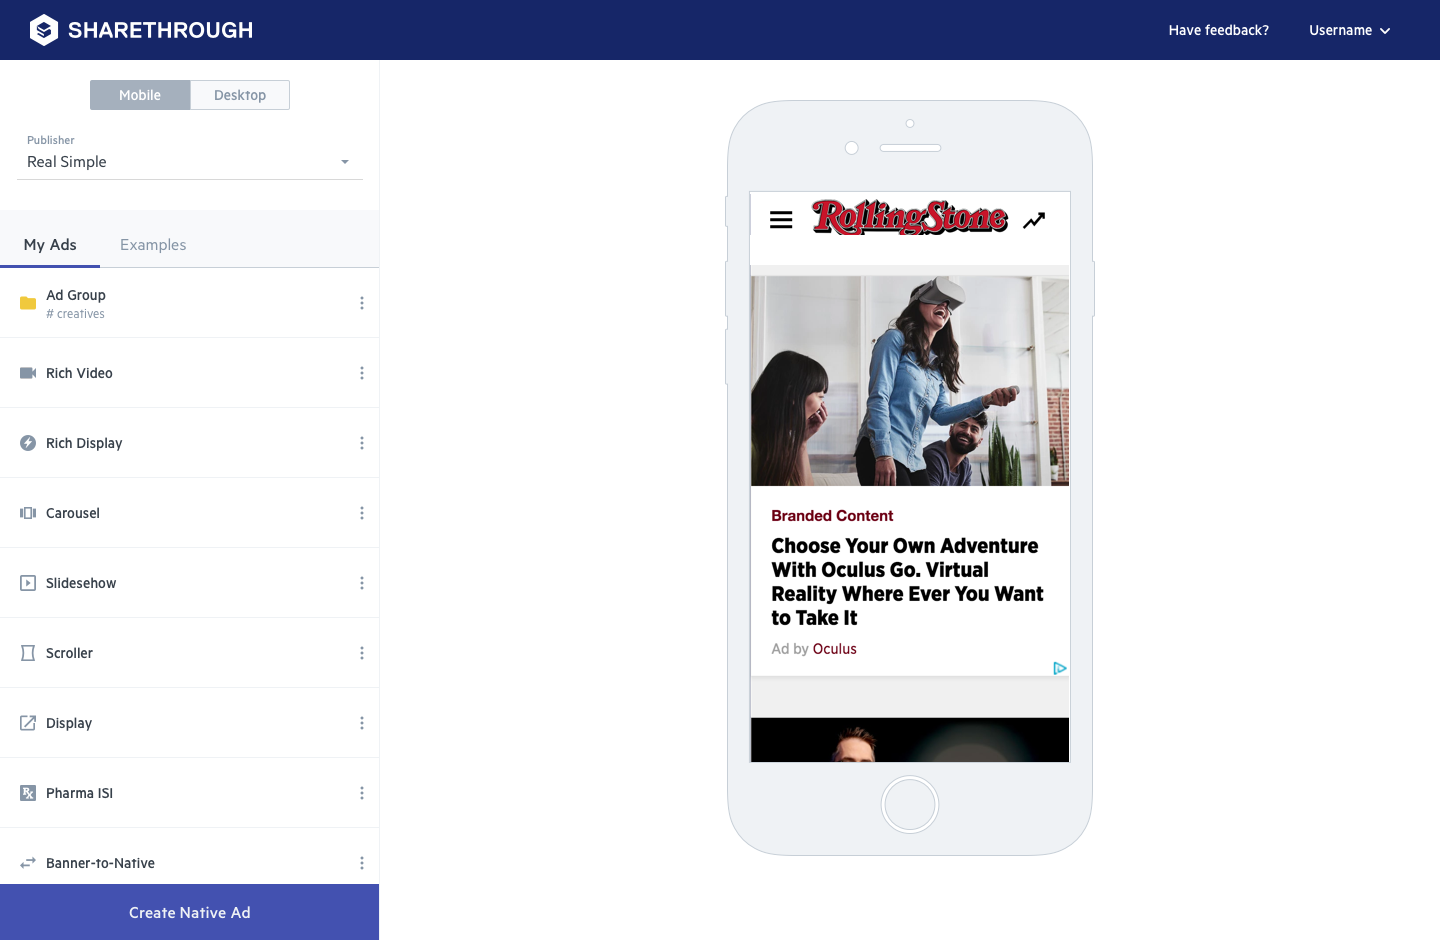 SHARETHROUGH
Have feedback?
Username
Mobile
Desktop
Publisher
Real Simple
My Ads
Examples
Ad Group
# creatives
Rich Video
Rich Display
Carousel
Slidesehow
Scroller
Display
Rx
Pharma ISI
Banner-to-Native
Create Native Ad
RollingStone
Branded Content
Choose Your Own Adventure
With Oculus Go. Virtual
Reality Where Ever You Want
to Take It
Ad by Oculus